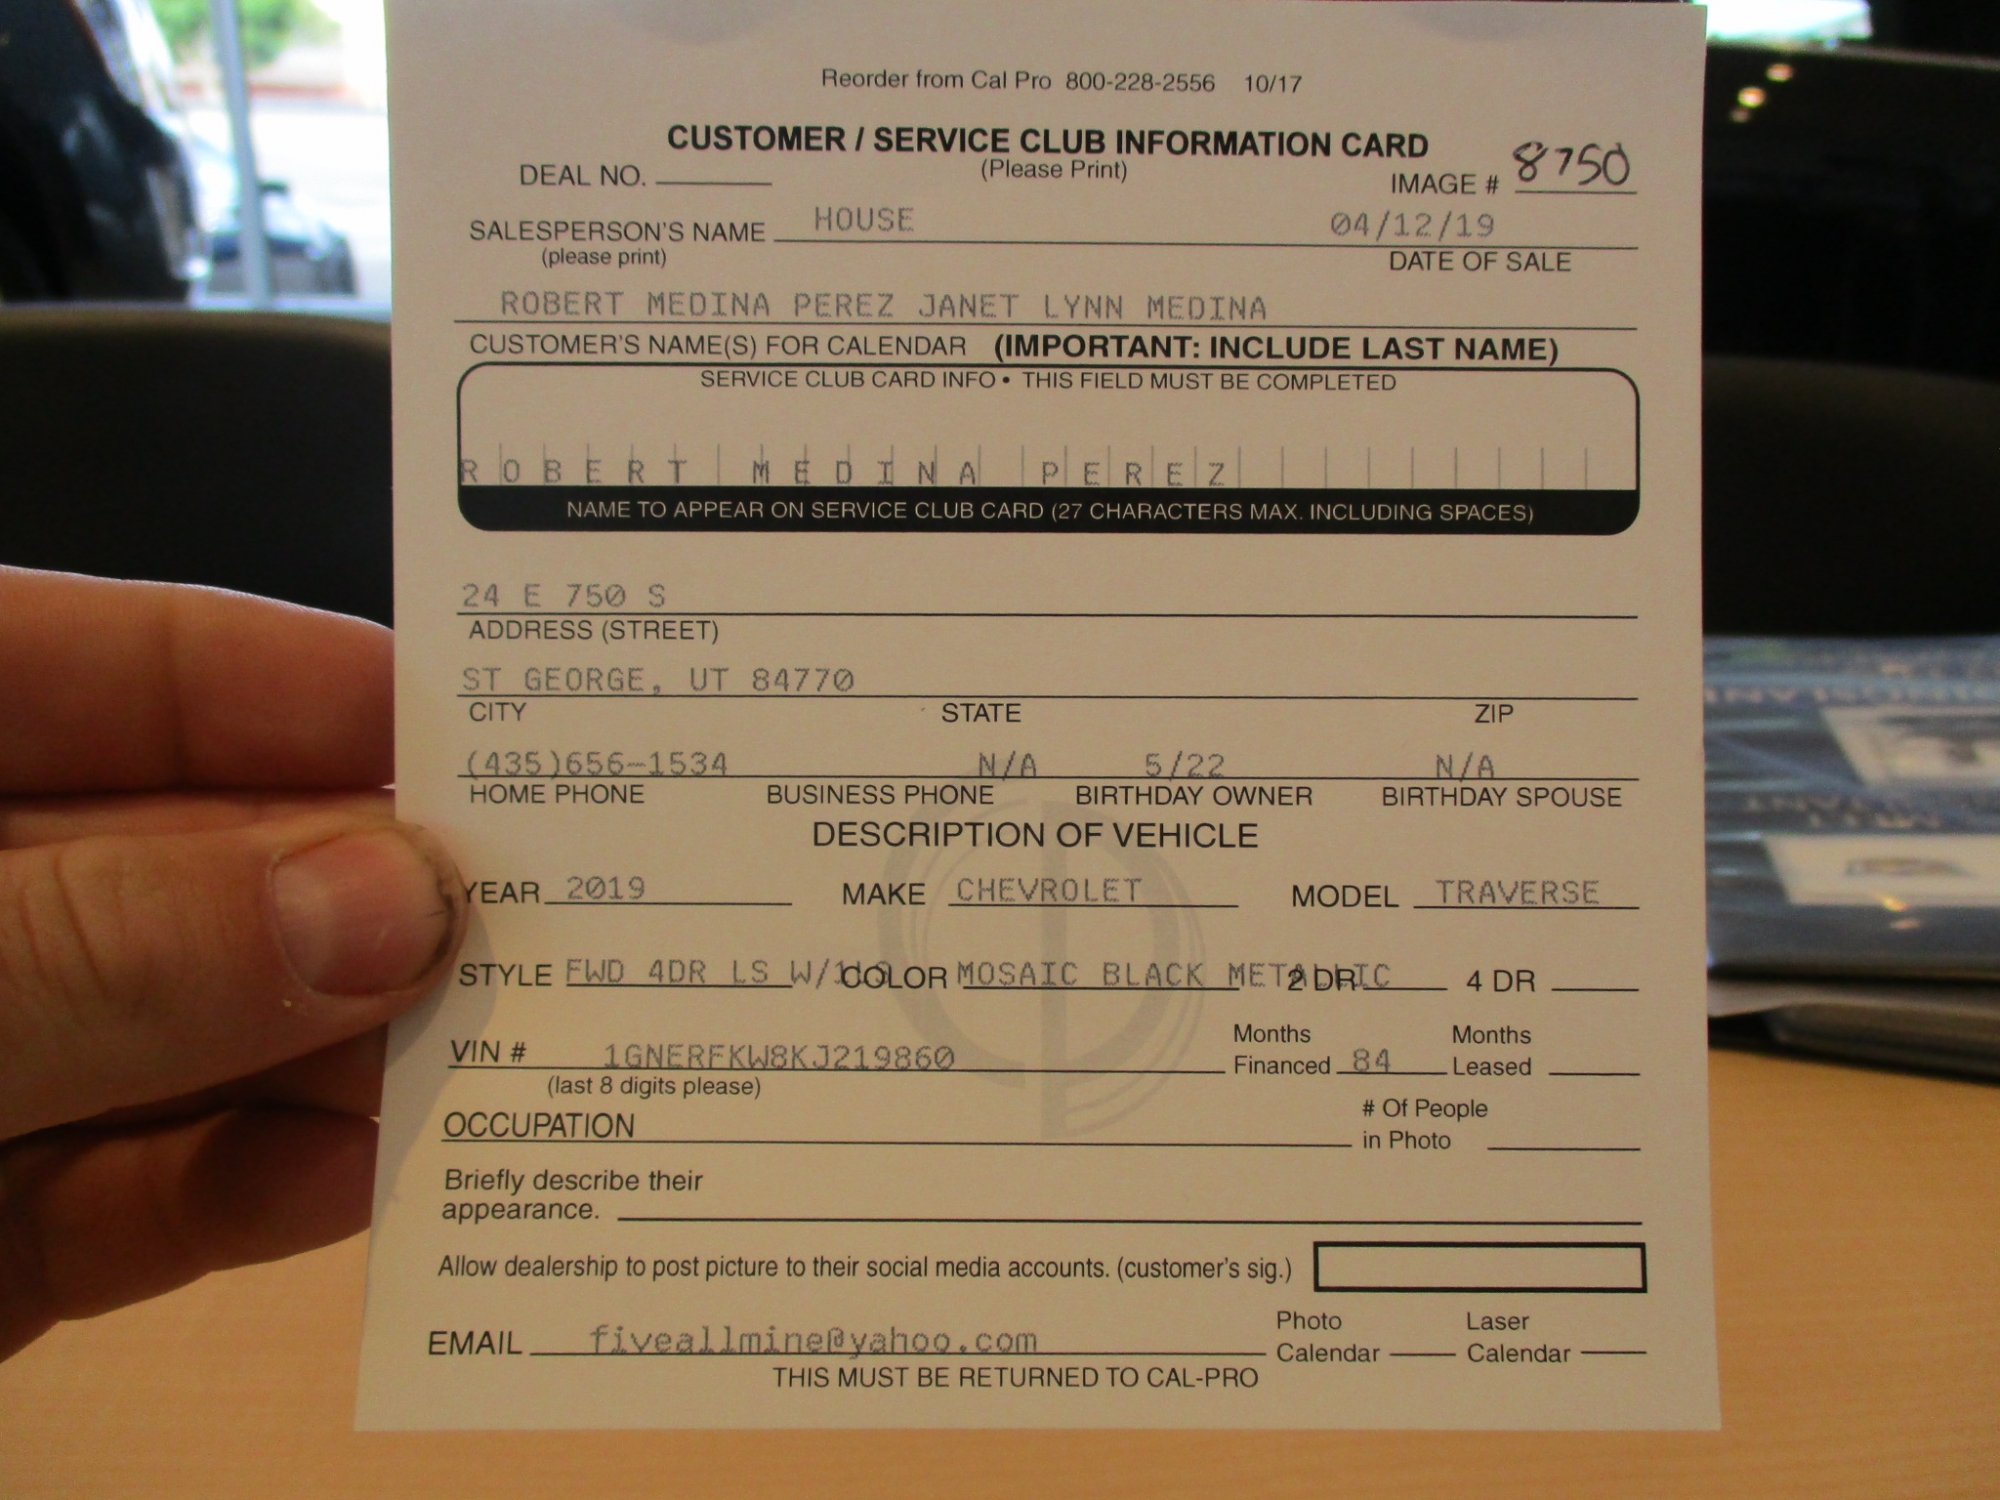 Reorder from Cal Pro 800-228-2556 10/17
CUSTOMER / SERVICE CLUB INFORMATION CARD
(Please Print)
DEAL NO.
IMAGE # 8750
SALESPERSON'S NAME HOUSE 04/12/19
(please print) DATE OF SALE
ROBERT MEDINA PEREZ JANET LYNN MEDINA
CUSTOMER'S NAME(S) FOR CALENDAR (IMPORTANT: INCLUDE LAST NAME)
SERVICE CLUB CARD INFO • THIS FIELD MUST BE COMPLETED
ROBERT MEDINA PEREZ
NAME TO APPEAR ON SERVICE CLUB CARD (27 CHARACTERS MAX. INCLUDING SPACES)
24 E 750 S
ADDRESS (STREET)
ST GEORGE, UT 84770
CITY STATE ZIP
(435)656-1534 N/A 5/22 N/A
HOME PHONE BUSINESS PHONE BIRTHDAY OWNER BIRTHDAY SPOUSE
DESCRIPTION OF VEHICLE
YEAR 2019 MAKE CHEVROLET MODEL TRAVERSE
STYLE FWD 4DR LS COLOR MOSAIC BLACK METALLIC 2 DR 4 DR
VIN # 1GNERFKW8KJ219860 Months Financed 84 Months Leased
(last 8 digits please)
OCCUPATION # Of People in Photo
Briefly describe their
appearance.
Allow dealership to post picture to their social media accounts. (customer's sig.)
EMAIL fiveallmine@yahoo.com Photo Calendar Laser Calendar
THIS MUST BE RETURNED TO CAL-PRO